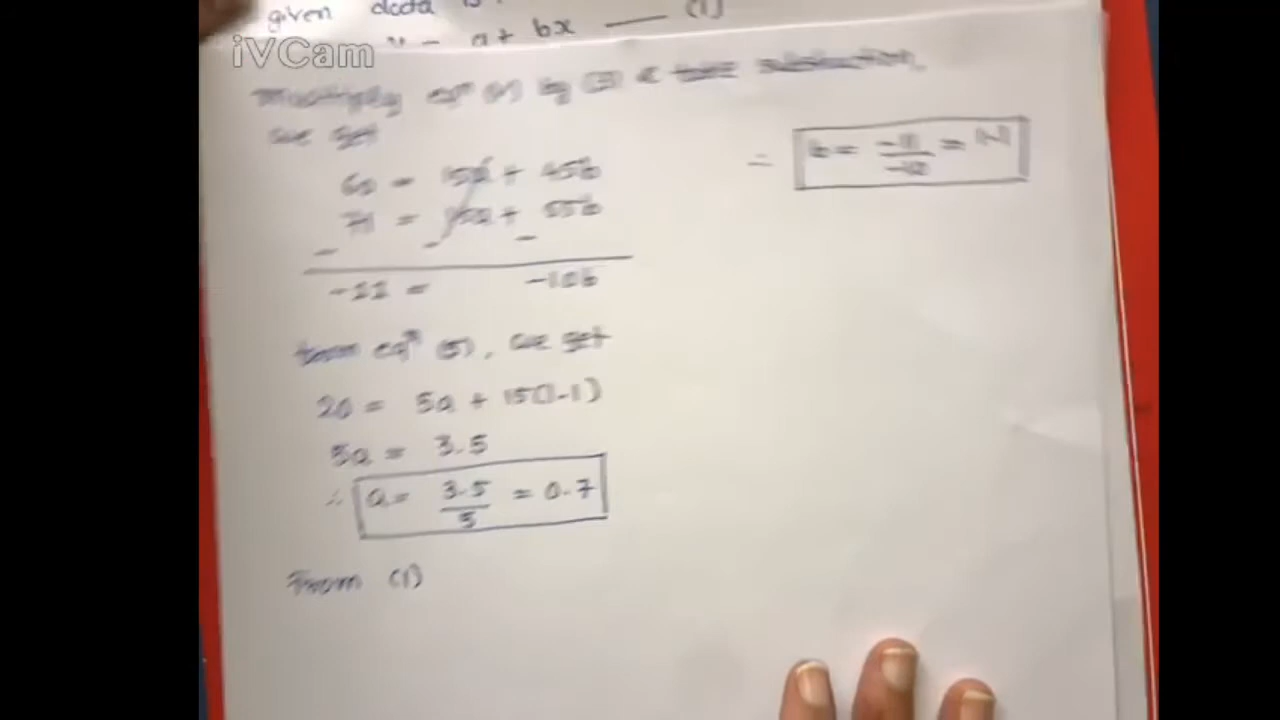 given data is
y = a + bx —— (1)
iVCam
Multiply eqⁿ by (3) & take subtraction,
we get
60 = 15a + 45b
71 = 15a + 55b
- - -
-11 = -10b
∴ b = -11/-10 = 1.1
from eqⁿ (5), we get
20 = 5a + 15(1.1)
5a = 3.5
∴ a = 3.5/5 = 0.7
From (1)